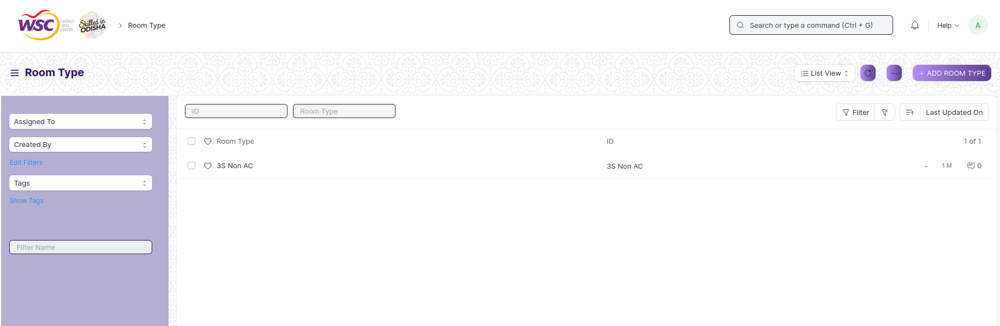 WSC WORLD SKILL CENTER Skilled in ODISHA Room Type Search or type a command (Ctrl + G) Help A
Room Type List View ADD ROOM TYPE
Assigned To ID Room Type Filter Last Updated On
Created By Room Type ID 1 of 1
Edit Filters 3S Non AC 3S Non AC - 1 M 0
Tags
Show Tags
Filter Name